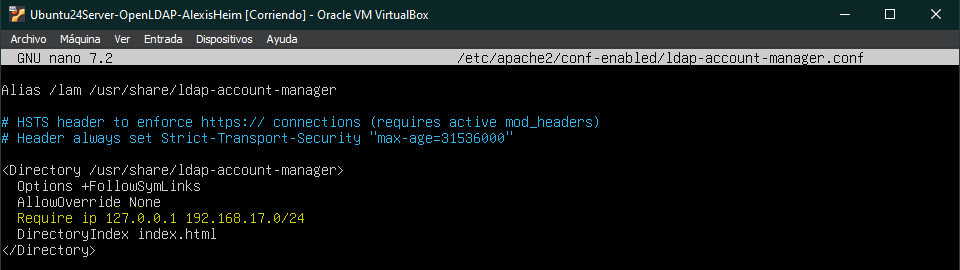 Ubuntu24Server-OpenLDAP-AlexisHeim [Corriendo] - Oracle VM VirtualBox
Archivo Máquina Ver Entrada Dispositivos Ayuda
GNU nano 7.2 /etc/apache2/conf-enabled/ldap-account-manager.conf
Alias /lam /usr/share/ldap-account-manager
# HSTS header to enforce https:// connections (requires active mod_headers)
# Header always set Strict-Transport-Security "max-age=31536000"
<Directory /usr/share/ldap-account-manager>
  Options +FollowSymLinks
  AllowOverride None
  Require ip 127.0.0.1 192.168.17.0/24
  DirectoryIndex index.html
</Directory>